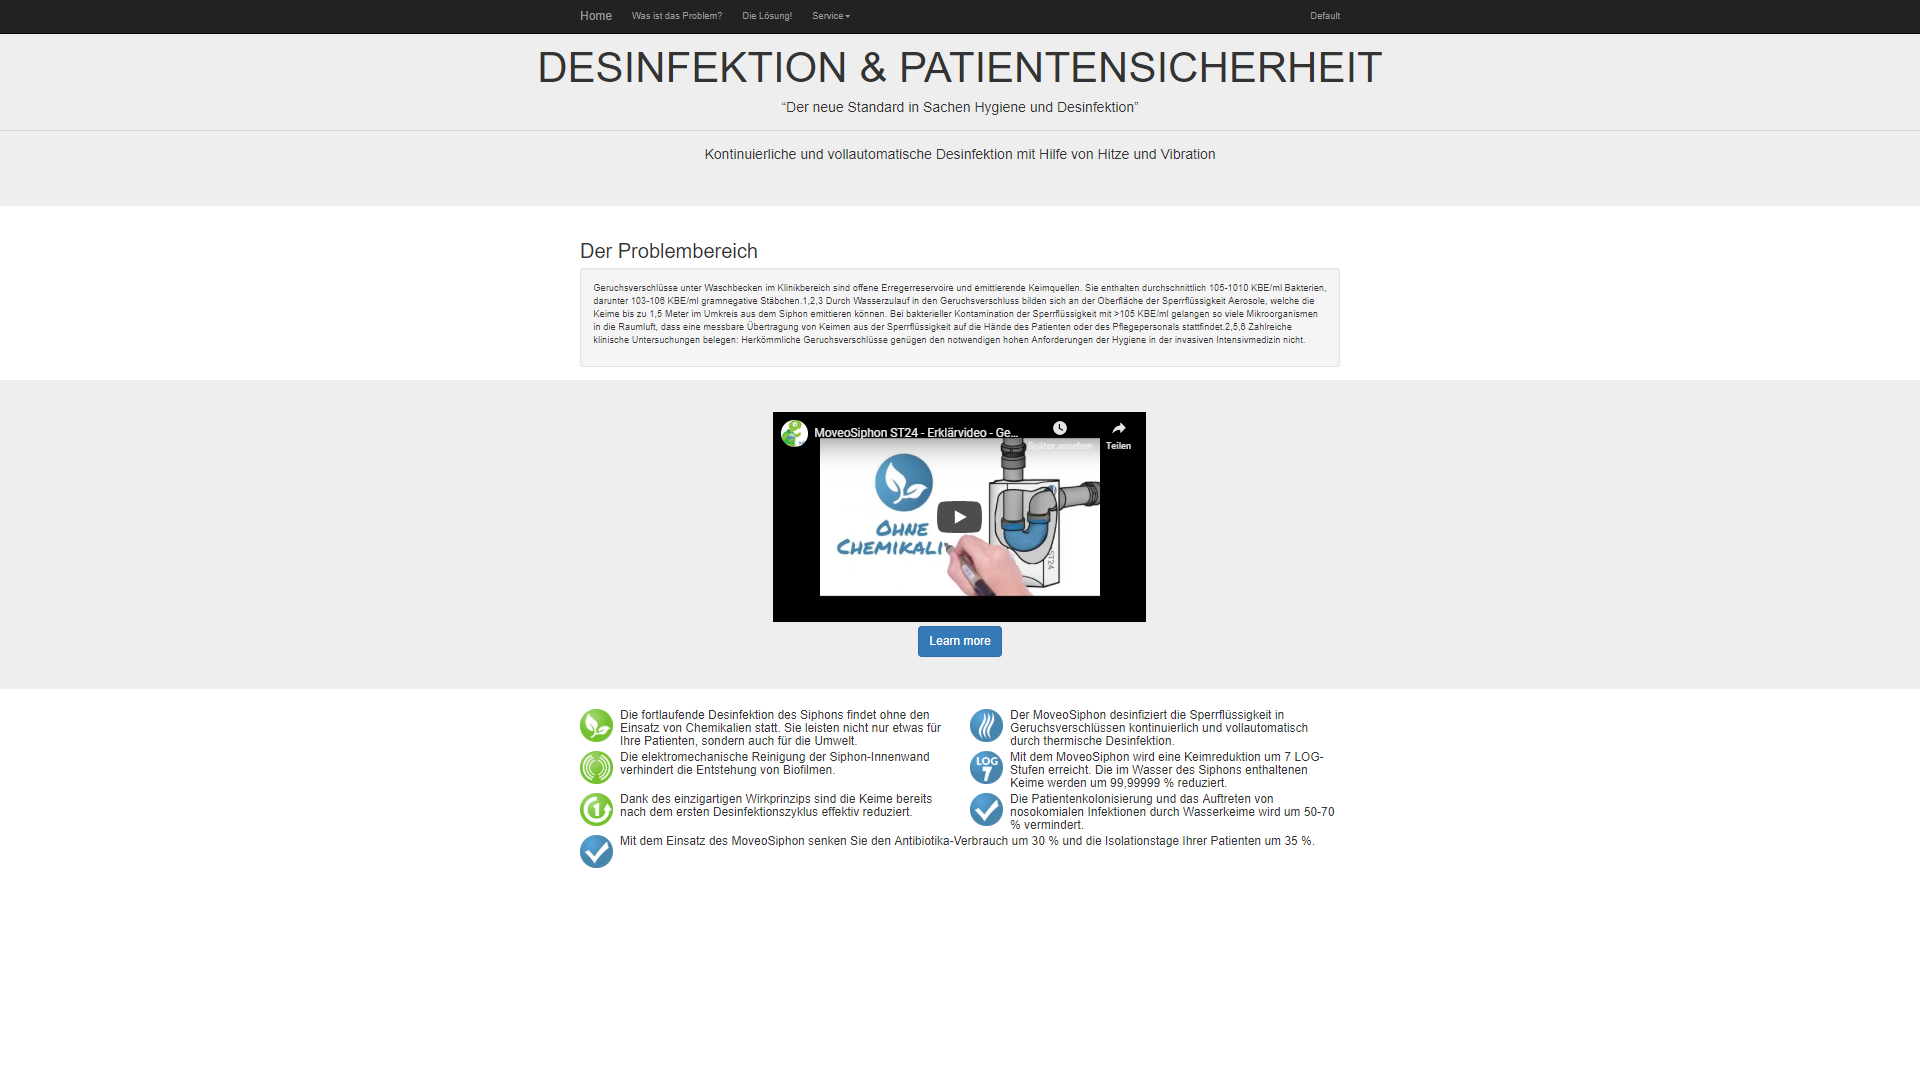 Home
Was ist das Problem?
Die Lösung!
Service
Default
DESINFEKTION & PATIENTENSICHERHEIT
“Der neue Standard in Sachen Hygiene und Desinfektion”
Kontinuierliche und vollautomatische Desinfektion mit Hilfe von Hitze und Vibration
Der Problembereich
Geruchsverschlüsse unter Waschbecken im Klinikbereich sind offene Erregerreservoire und emittierende Keimquellen. Sie enthalten durchschnittlich 105-1010 KBE/ml Bakterien,
darunter 103-106 KBE/ml gramnegative Stäbchen.1,2,3 Durch Wasserzulauf in den Geruchsverschluss bilden sich an der Oberfläche der Sperrflüssigkeit Aerosole, welche die
Keime bis zu 1,5 Meter im Umkreis aus dem Siphon emittieren können. Bei bakterieller Kontamination der Sperrflüssigkeit mit >105 KBE/ml gelangen so viele Mikroorganismen
in die Raumluft, dass eine messbare Übertragung von Keimen aus der Sperrflüssigkeit auf die Hände des Patienten oder des Pflegepersonals stattfindet.2,5,6 Zahlreiche
klinische Untersuchungen belegen: Herkömmliche Geruchsverschlüsse genügen den notwendigen hohen Anforderungen der Hygiene in der invasiven Intensivmedizin nicht.
MoveoSiphon ST24 - Erklärvideo - Ge...
Später ansehen
Teilen
OHNE
CHEMIKALI
ST24
Learn more
Die fortlaufende Desinfektion des Siphons findet ohne den
Einsatz von Chemikalien statt. Sie leisten nicht nur etwas für
Ihre Patienten, sondern auch für die Umwelt.
Der MoveoSiphon desinfiziert die Sperrflüssigkeit in
Geruchsverschlüssen kontinuierlich und vollautomatisch
durch thermische Desinfektion.
Die elektromechanische Reinigung der Siphon-Innenwand
verhindert die Entstehung von Biofilmen.
LOG
7
Mit dem MoveoSiphon wird eine Keimreduktion um 7 LOG-
Stufen erreicht. Die im Wasser des Siphons enthaltenen
Keime werden um 99,99999 % reduziert.
1
Dank des einzigartigen Wirkprinzips sind die Keime bereits
nach dem ersten Desinfektionszyklus effektiv reduziert.
Die Patientenkolonisierung und das Auftreten von
nosokomialen Infektionen durch Wasserkeime wird um 50-70
% vermindert.
Mit dem Einsatz des MoveoSiphon senken Sie den Antibiotika-Verbrauch um 30 % und die Isolationstage Ihrer Patienten um 35 %.